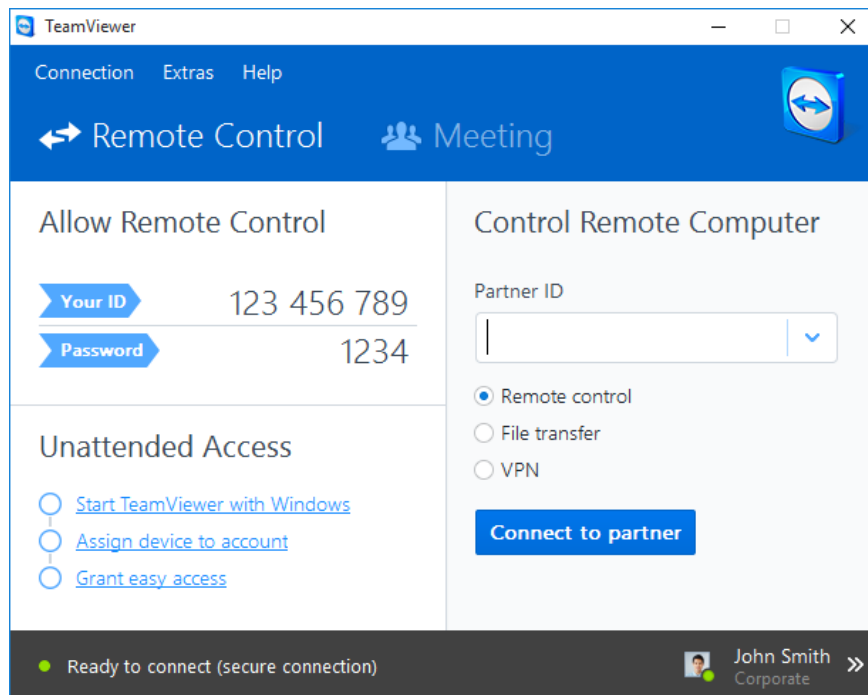 TeamViewer
Connection Extras Help
Remote Control Meeting
Allow Remote Control
Your ID 123 456 789
Password 1234
Unattended Access
Start TeamViewer with Windows
Assign device to account
Grant easy access
Control Remote Computer
Partner ID
Remote control
File transfer
VPN
Connect to partner
Ready to connect (secure connection)
John Smith
Corporate